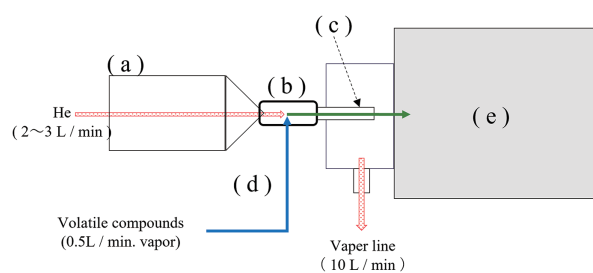 ( c )
( a )
( b )
He
( 2〜3 L / min )
( e )
( d )
Volatile compounds
(0.5L / min. vapor)
Vaper line
( 10 L / min )